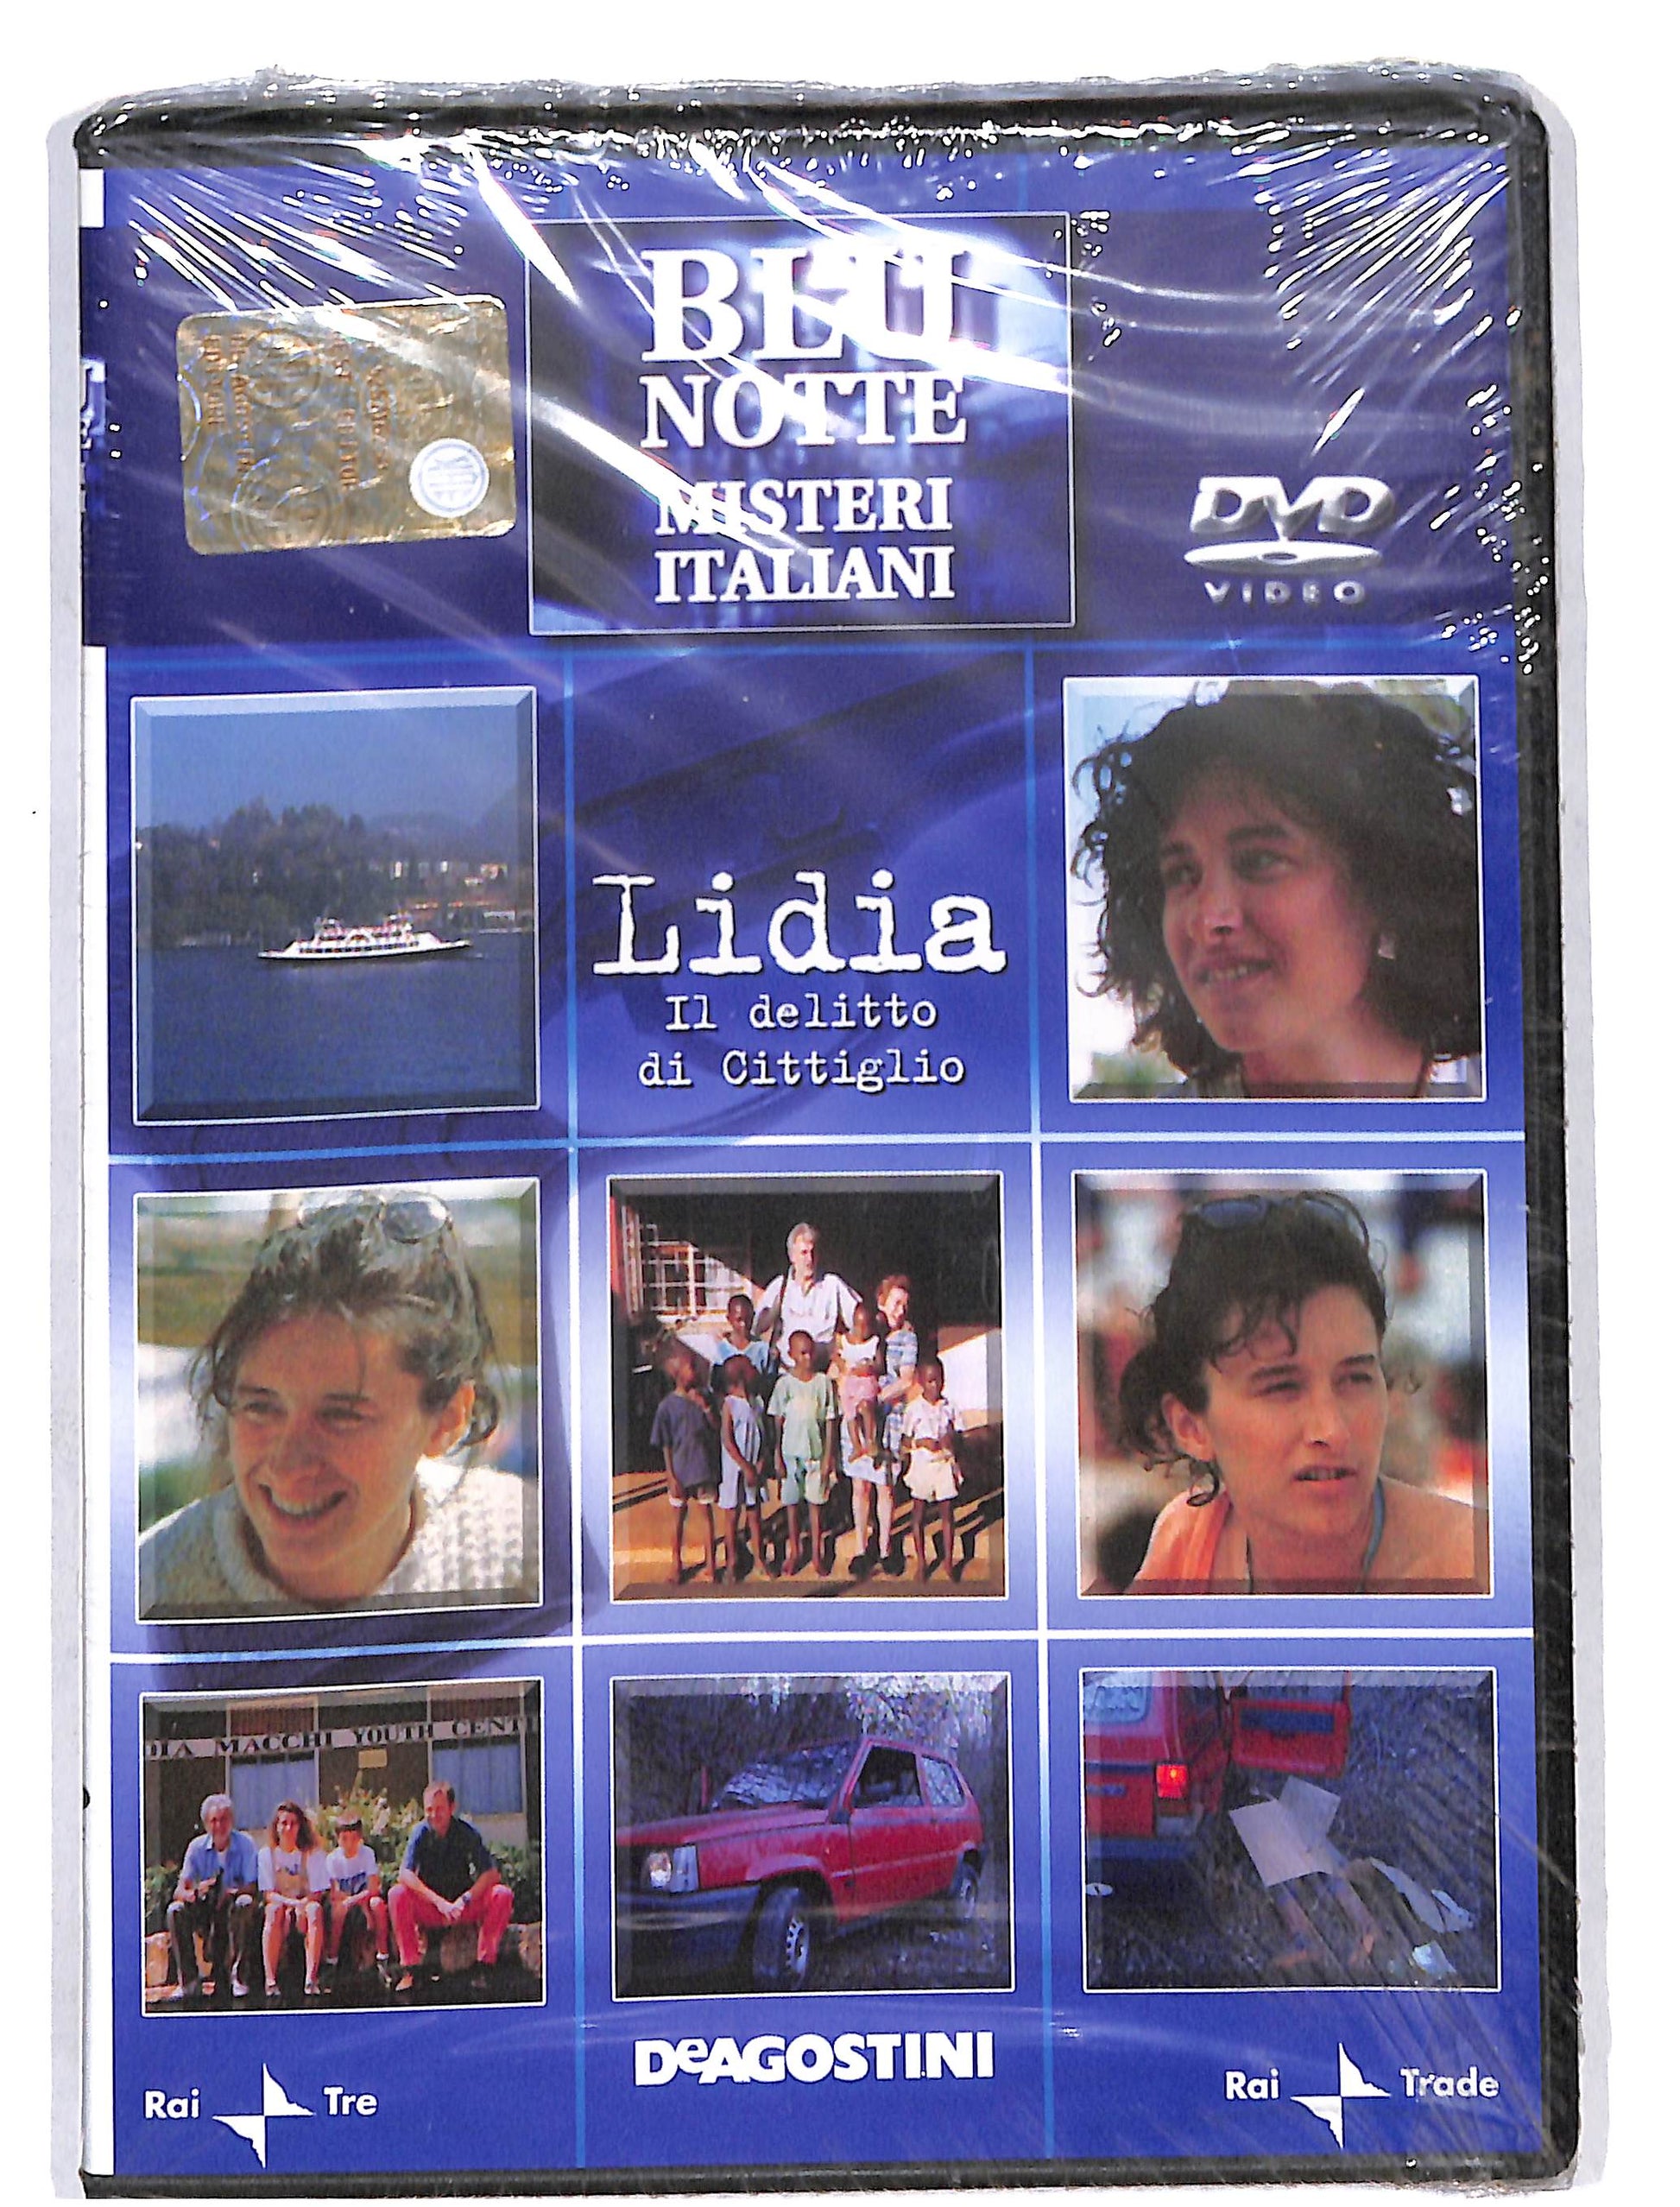 BLU
NOTTE
MISTERI
ITALIANI
DVD
VIDEO
Lidia
Il delitto
di Cittiglio
DIA MACCHI YOUTH CENT
DeAGOSTINI
Rai Tre
Rai Trade